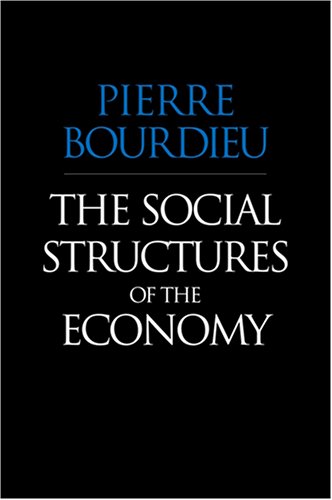 PIERRE
BOURDIEU
THE SOCIAL
STRUCTURES
OF THE
ECONOMY